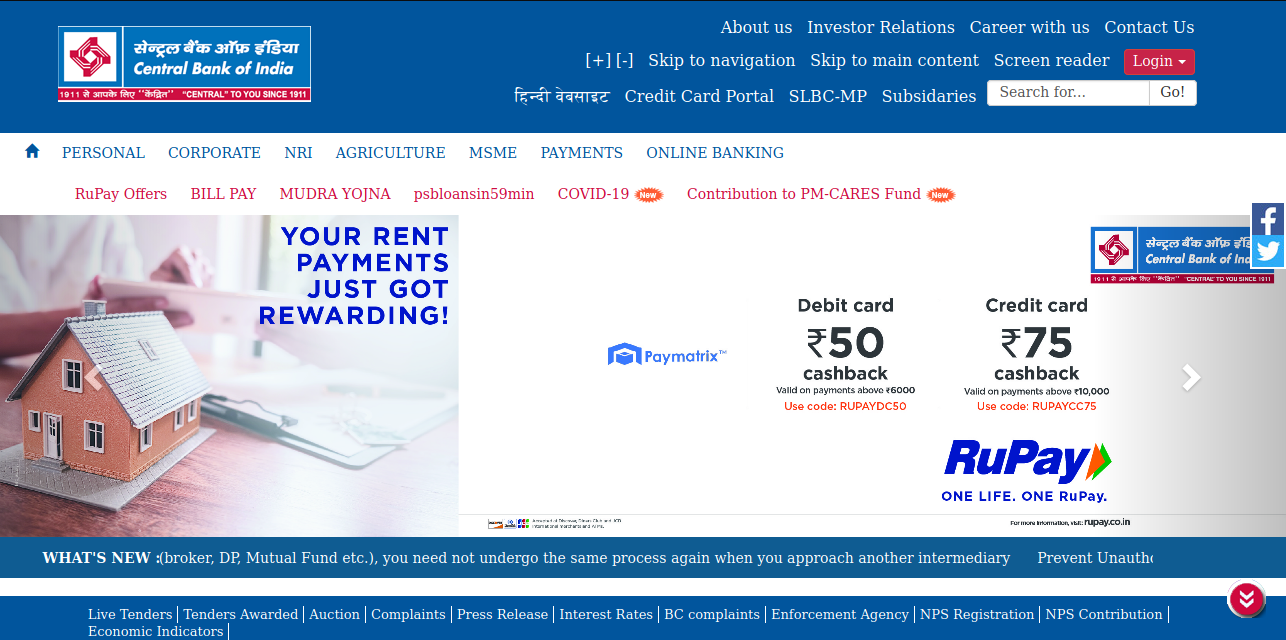 About us Investor Relations Career with us Contact Us
सेन्ट्रल बैंक ऑफ़ इंडिया
Central Bank of India
1911 से आपके लिए "केंद्रित" "CENTRAL" TO YOU SINCE 1911
[+] [-] Skip to navigation Skip to main content Screen reader Login
हिन्दी वेबसाइट Credit Card Portal SLBC-MP Subsidaries Search for... Go!
PERSONAL CORPORATE NRI AGRICULTURE MSME PAYMENTS ONLINE BANKING
RuPay Offers BILL PAY MUDRA YOJNA psbloansin59min COVID-19 New Contribution to PM-CARES Fund New
YOUR RENT
PAYMENTS
JUST GOT
REWARDING!
सेन्ट्रल बैंक ऑफ़
Central Bank of
1911 से आपके लिए "केंद्रित" "CENTRAL" TO YOU SINCE 1911
Paymatrix™
Debit card
₹50
cashback
Valid on payments above ₹6000
Use code: RUPAYDC50
Credit card
₹75
cashback
Valid on payments above ₹10,000
Use code: RUPAYCC75
RuPay
ONE LIFE. ONE RuPay.
For more information, visit: rupay.co.in
WHAT'S NEW : (broker, DP, Mutual Fund etc.), you need not undergo the same process again when you approach another intermediary Prevent Unautho
Live Tenders Tenders Awarded Auction Complaints Press Release Interest Rates BC complaints Enforcement Agency NPS Registration NPS Contribution
Economic Indicators